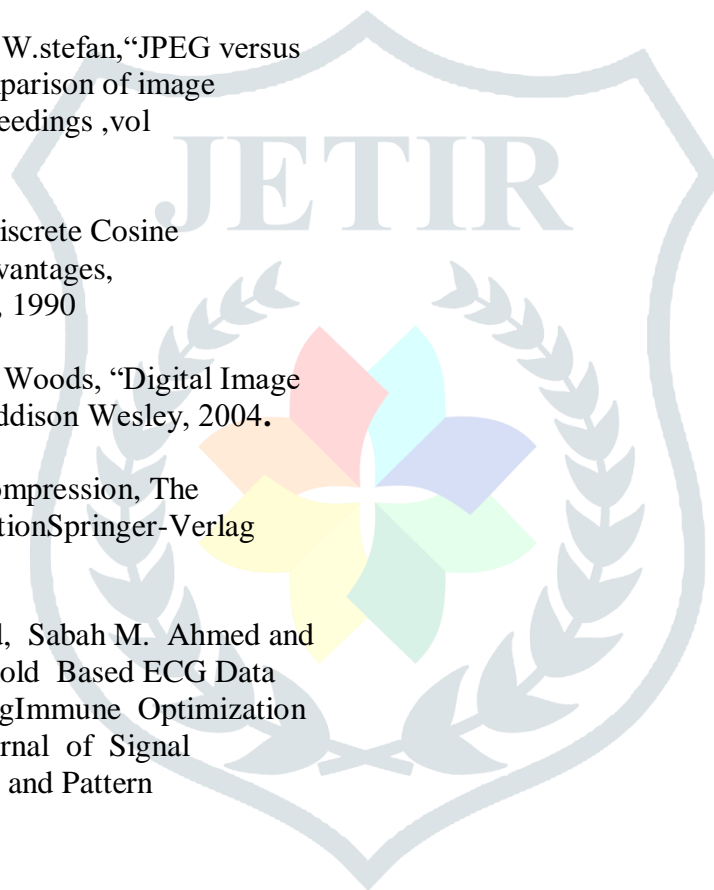 W.stefan,“JPEG versus
parison of image
eedings ,vol
JETIR
iscrete Cosine
vantages,
, 1990
Woods, “Digital Image
ddison Wesley, 2004.
ompression, The
tionSpringer-Verlag
d, Sabah M. Ahmed and
old Based ECG Data
gImmune Optimization
rnal of Signal
and Pattern